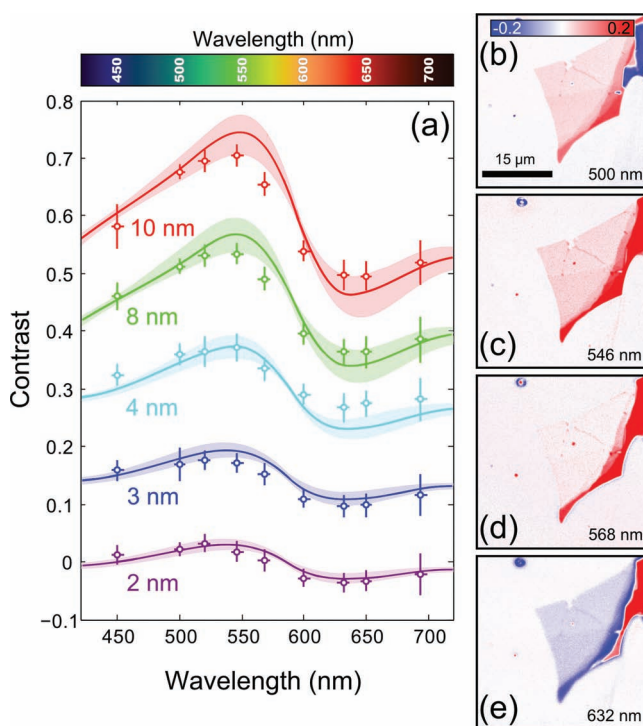 Wavelength (nm)
450
500
550
600
650
700
(a)
0.8
0.7
0.6
0.5
0.4
0.3
0.2
0.1
0
−0.1
Contrast
10 nm
8 nm
4 nm
3 nm
2 nm
450
500
550
600
650
700
Wavelength (nm)
-0.2
0.2
(b)
15 µm
500 nm
(c)
546 nm
(d)
568 nm
(e)
632 nm